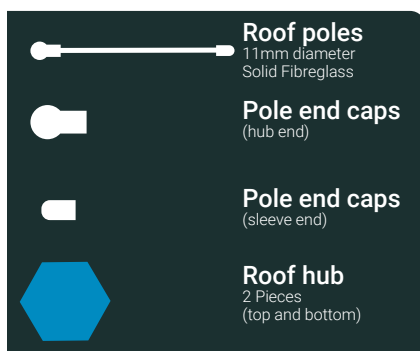 Roof poles
11mm diameter
Solid Fibreglass
Pole end caps
(hub end)
Pole end caps
(sleeve end)
Roof hub
2 Pieces
(top and bottom)